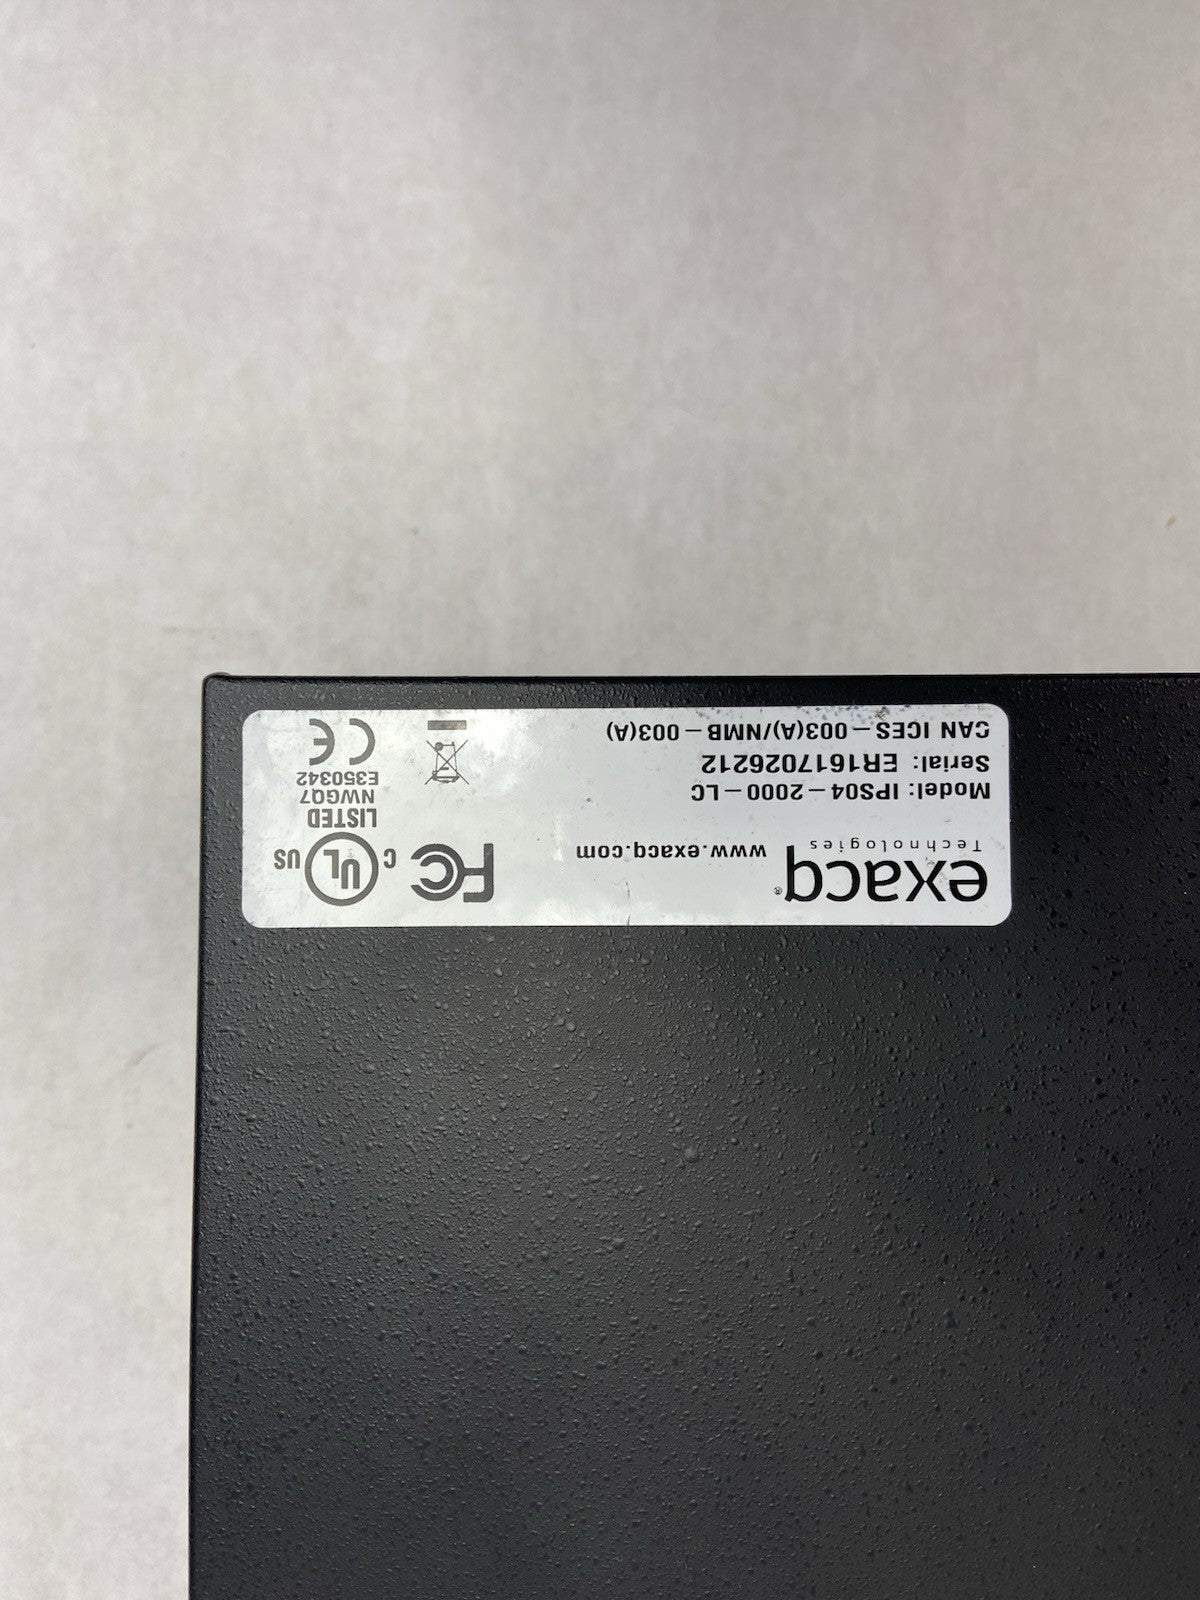 exacq®
Technologies
www.exacq.com
Model: IPS04-2000-LC
Serial: ER1617026212
CAN ICES-003(A)/NMB-003(A)
FC
C UL US
LISTED
NWGQ7
E350342
CE